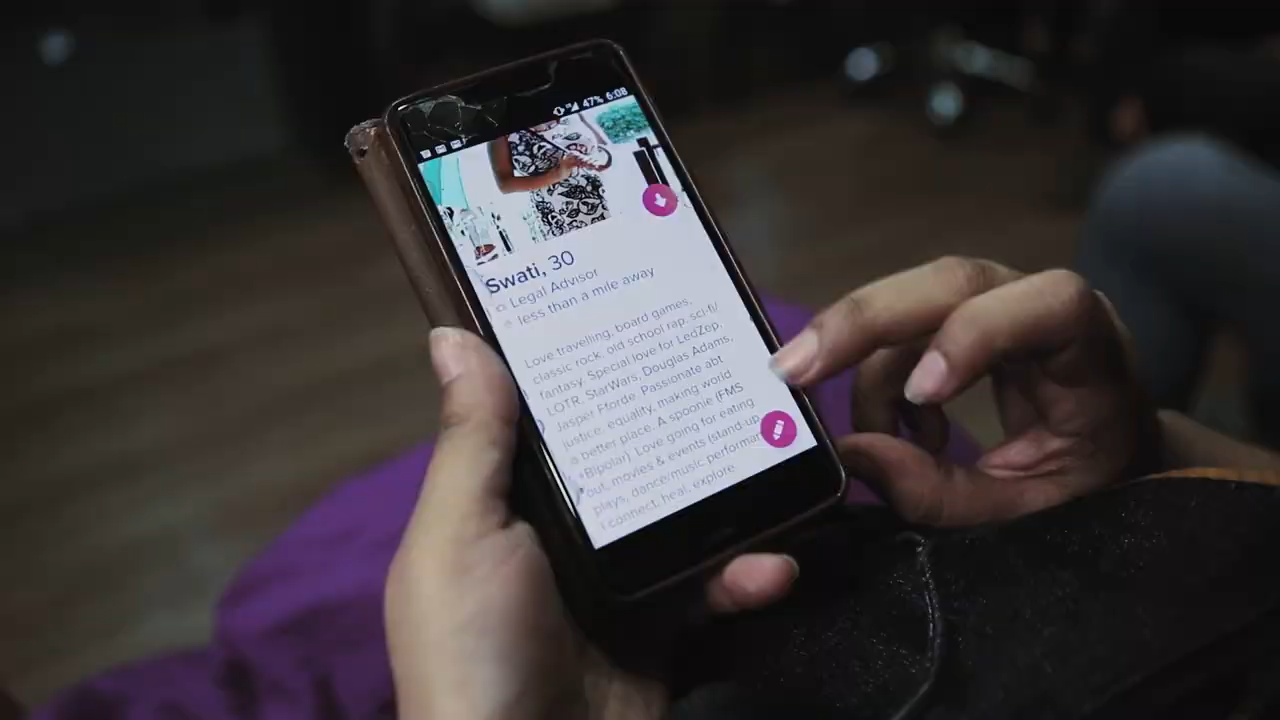 47% 6:08
Swati, 30
Legal Advisor
less than a mile away
Love travelling, board games,
classic rock, old school rap, sci-fi/
fantasy. Special love for LedZep,
LOTR, StarWars, Douglas Adams,
Jasper Fforde. Passionate abt
justice, equality, making world
a better place. A spoonie (FMS
+Bipolar). Love going for eating
out, movies & events (stand-up,
plays, dance/music performan
I connect, heal, explore